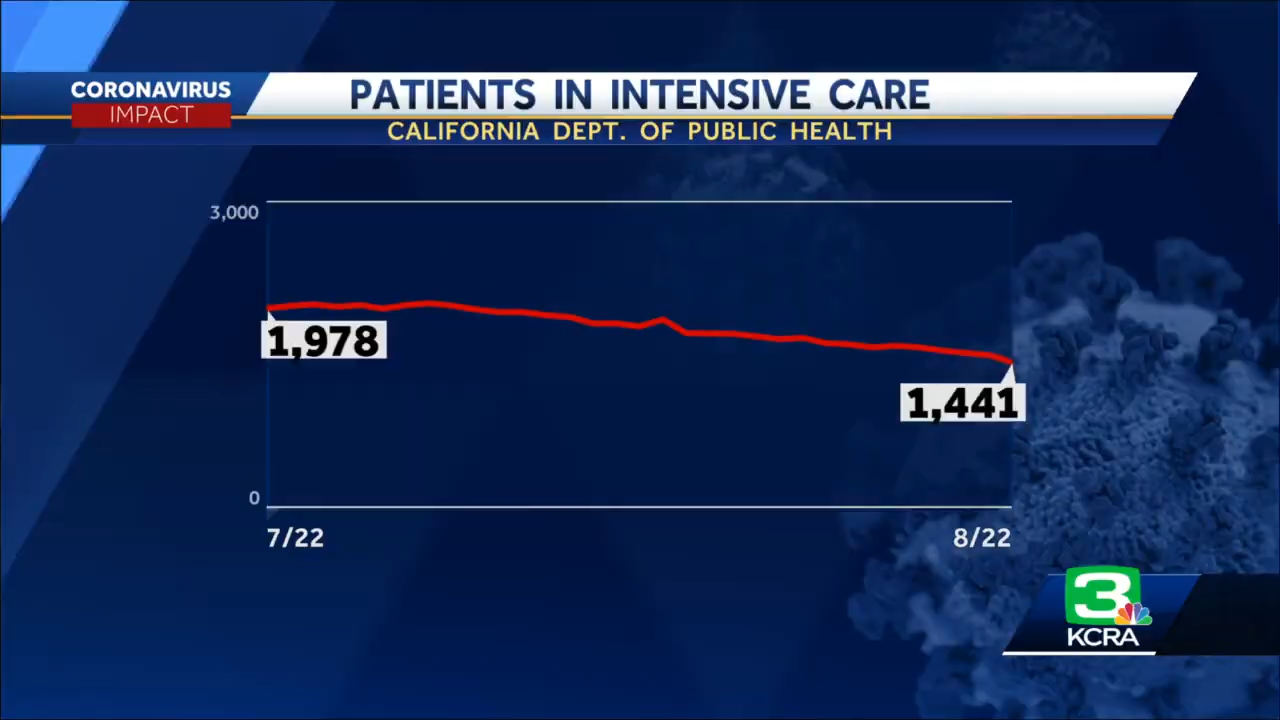 CORONAVIRUS
IMPACT
PATIENTS IN INTENSIVE CARE
CALIFORNIA DEPT. OF PUBLIC HEALTH
3,000
1,978
1,441
0
7/22
8/22
3
KCRA